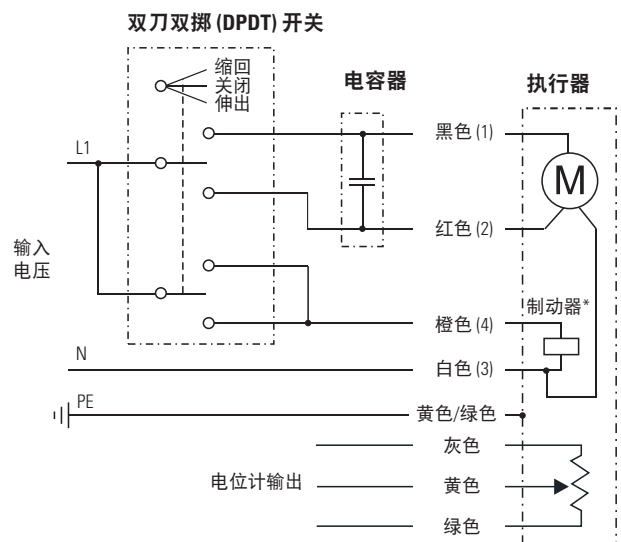 双刀双掷 (DPDT) 开关
缩回
关闭
伸出
电容器
执行器
L1
黑色 (1)
M
红色 (2)
输入
电压
制动器*
橙色 (4)
N
白色 (3)
PE
黄色/绿色
灰色
电位计输出
黄色
绿色